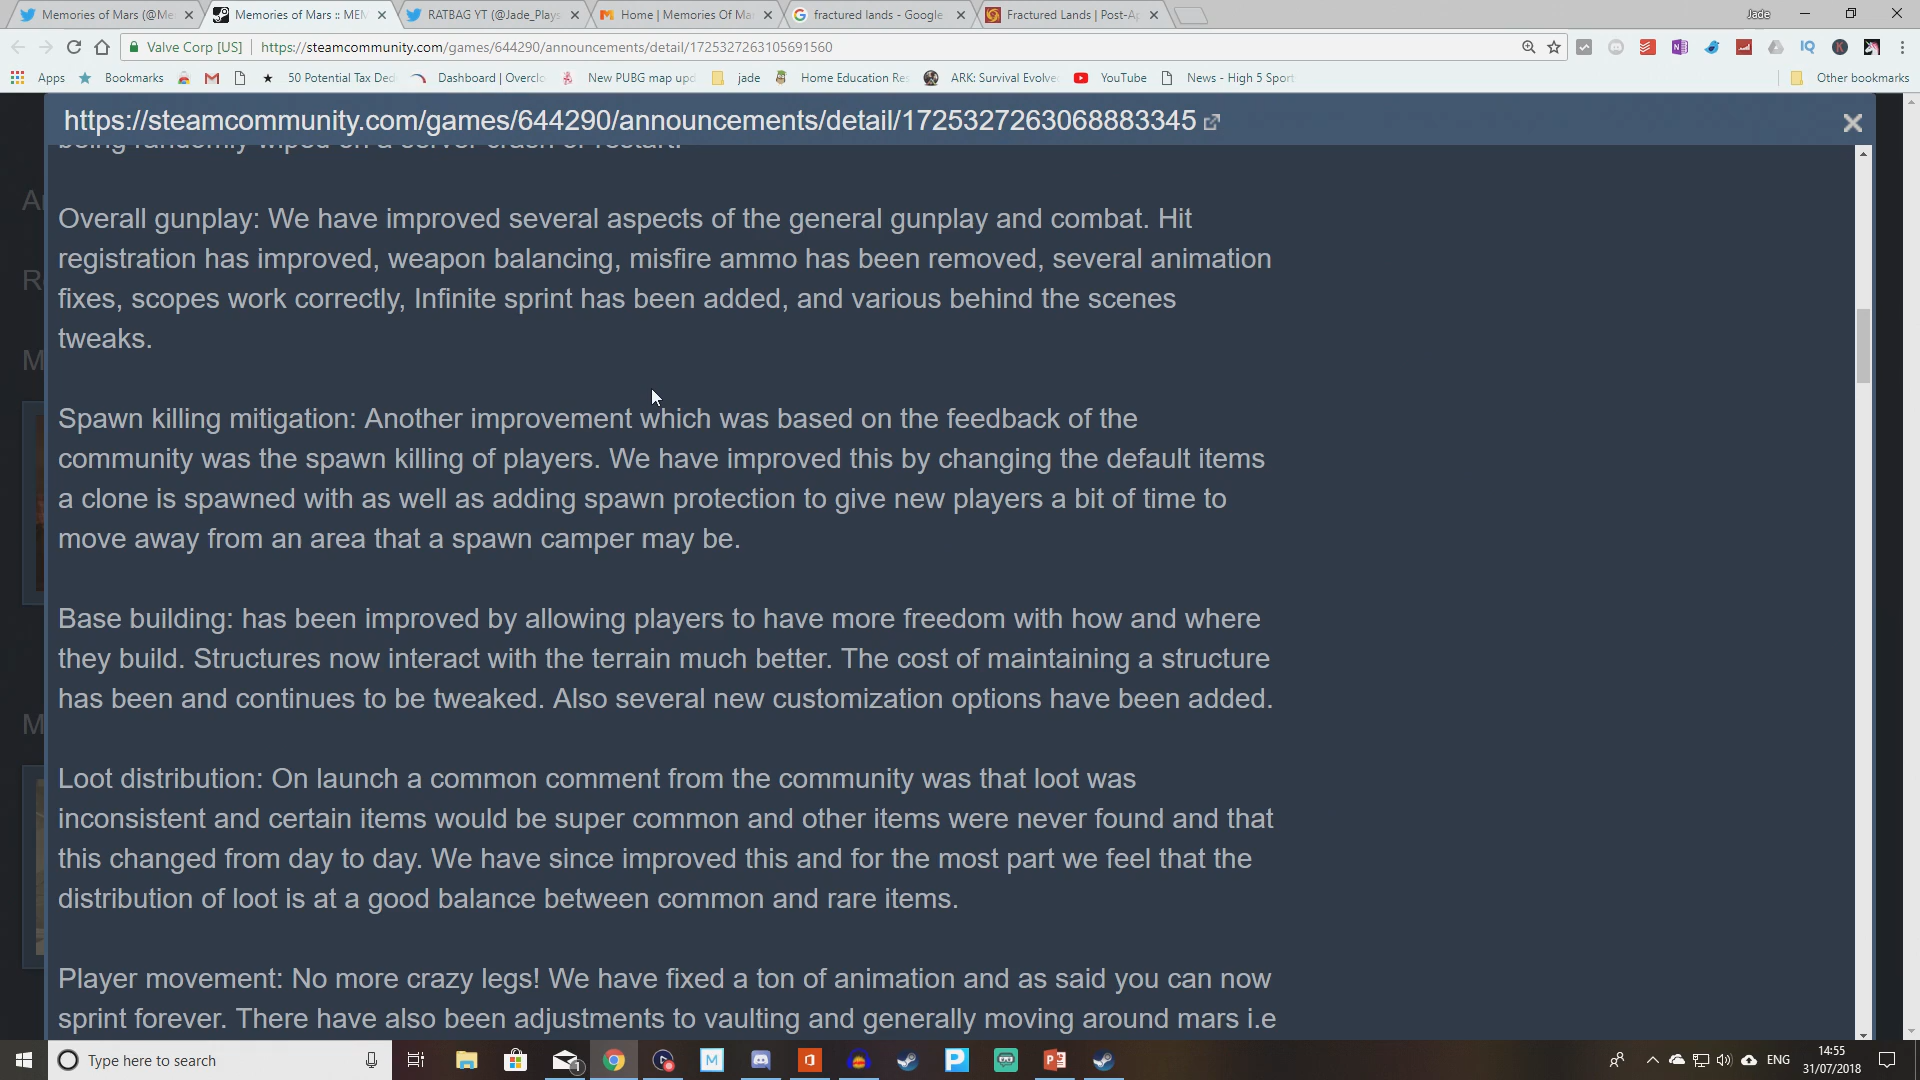 Memories of Mars (@Me
Memories of Mars :: MEM
RATBAG YT (@Jade_Plays
Home | Memories Of Ma
fractured lands - Google
Fractured Lands | Post-Ap
Jade
Valve Corp [US]
https://steamcommunity.com/games/644290/announcements/detail/1725327263105691560
Apps
Bookmarks
50 Potential Tax Ded
Dashboard | Overclo
New PUBG map upd
jade
Home Education Re
ARK: Survival Evolve
YouTube
News - High 5 Sport
Other bookmarks
https://steamcommunity.com/games/644290/announcements/detail/1725327263068883345
being randomly wiped on a server crash or restart.
Overall gunplay: We have improved several aspects of the general gunplay and combat. Hit
registration has improved, weapon balancing, misfire ammo has been removed, several animation
fixes, scopes work correctly, Infinite sprint has been added, and various behind the scenes
tweaks.
Spawn killing mitigation: Another improvement which was based on the feedback of the
community was the spawn killing of players. We have improved this by changing the default items
a clone is spawned with as well as adding spawn protection to give new players a bit of time to
move away from an area that a spawn camper may be.
Base building: has been improved by allowing players to have more freedom with how and where
they build. Structures now interact with the terrain much better. The cost of maintaining a structure
has been and continues to be tweaked. Also several new customization options have been added.
Loot distribution: On launch a common comment from the community was that loot was
inconsistent and certain items would be super common and other items were never found and that
this changed from day to day. We have since improved this and for the most part we feel that the
distribution of loot is at a good balance between common and rare items.
Player movement: No more crazy legs! We have fixed a ton of animation and as said you can now
sprint forever. There have also been adjustments to vaulting and generally moving around mars i.e
Type here to search
ENG
14:55
31/07/2018